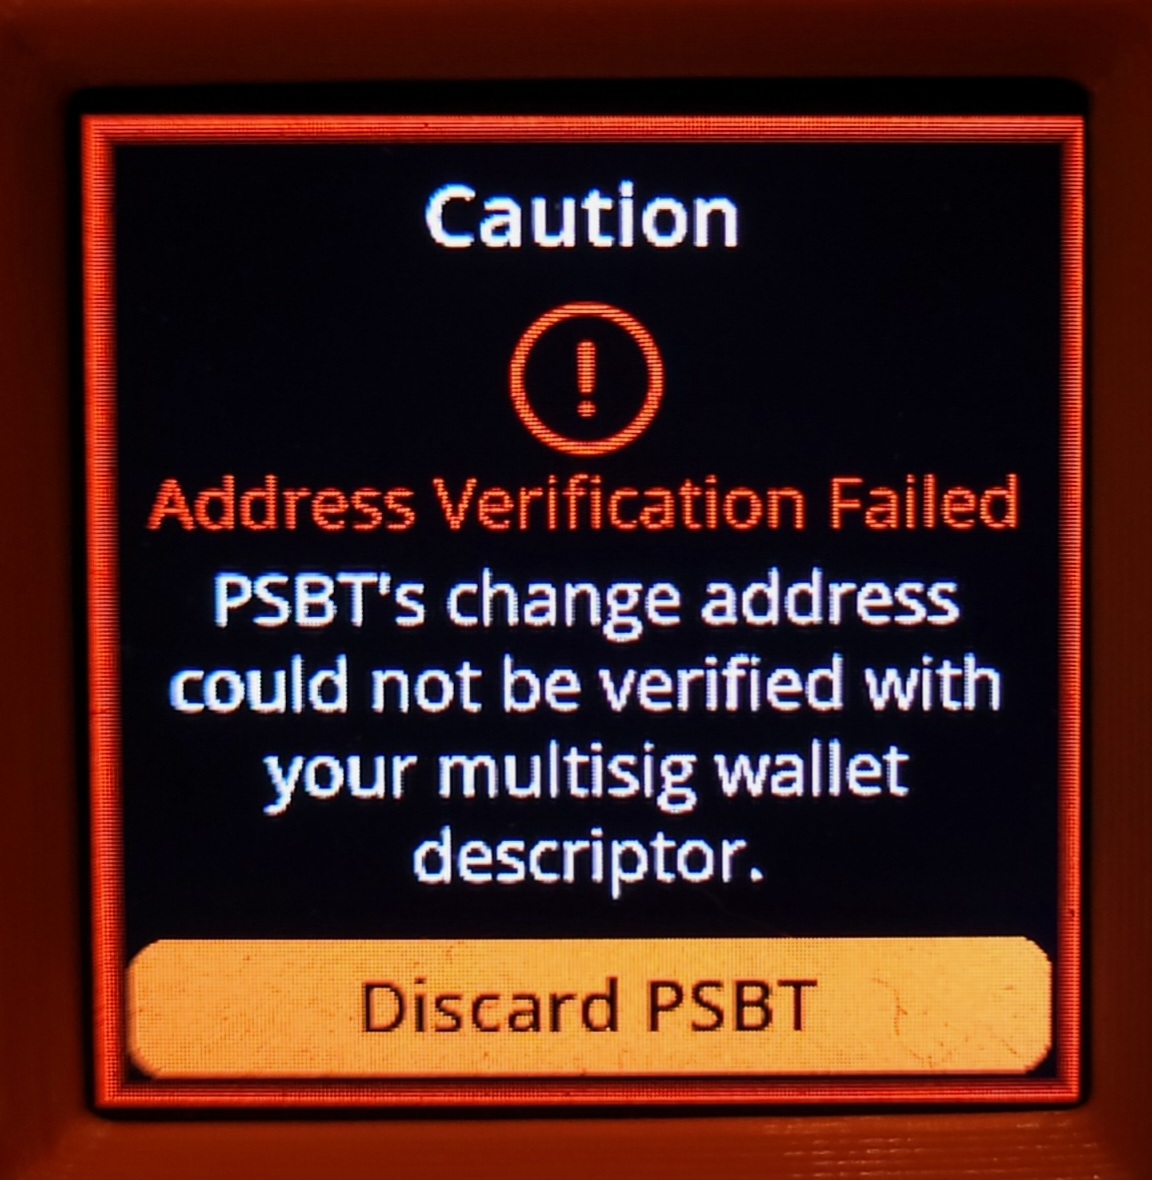 Caution
!
Address Verification Failed
PSBT's change address
could not be verified with
your multisig wallet
descriptor.
Discard PSBT